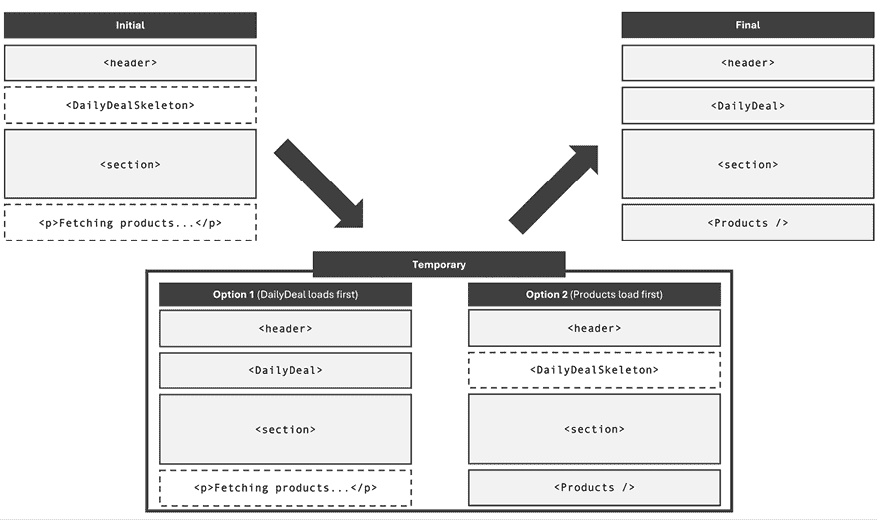 Initial
<header>
<DailyDealSkeleton>
<section>
<p>Fetching products...</p>
Final
<header>
<DailyDeal>
<section>
<Products />
Temporary
Option 1 (DailyDeal loads first)
<header>
<DailyDeal>
<section>
<p>Fetching products...</p>
Option 2 (Products load first)
<header>
<DailyDealSkeleton>
<section>
<Products />